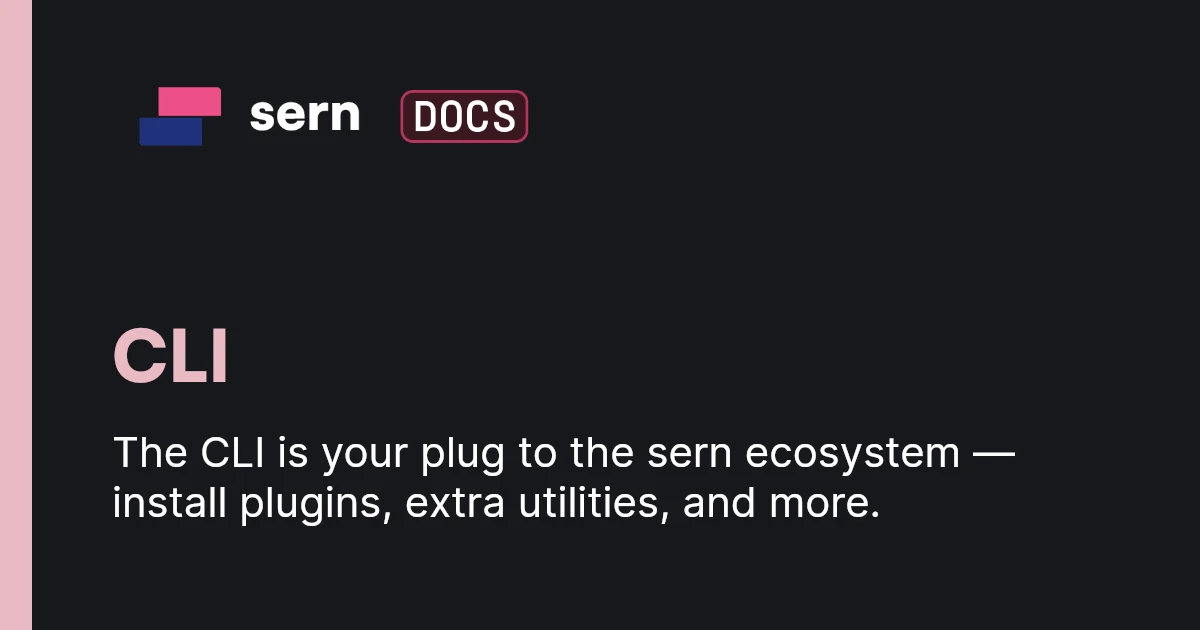 sern DOCS
CLI
The CLI is your plug to the sern ecosystem —
install plugins, extra utilities, and more.